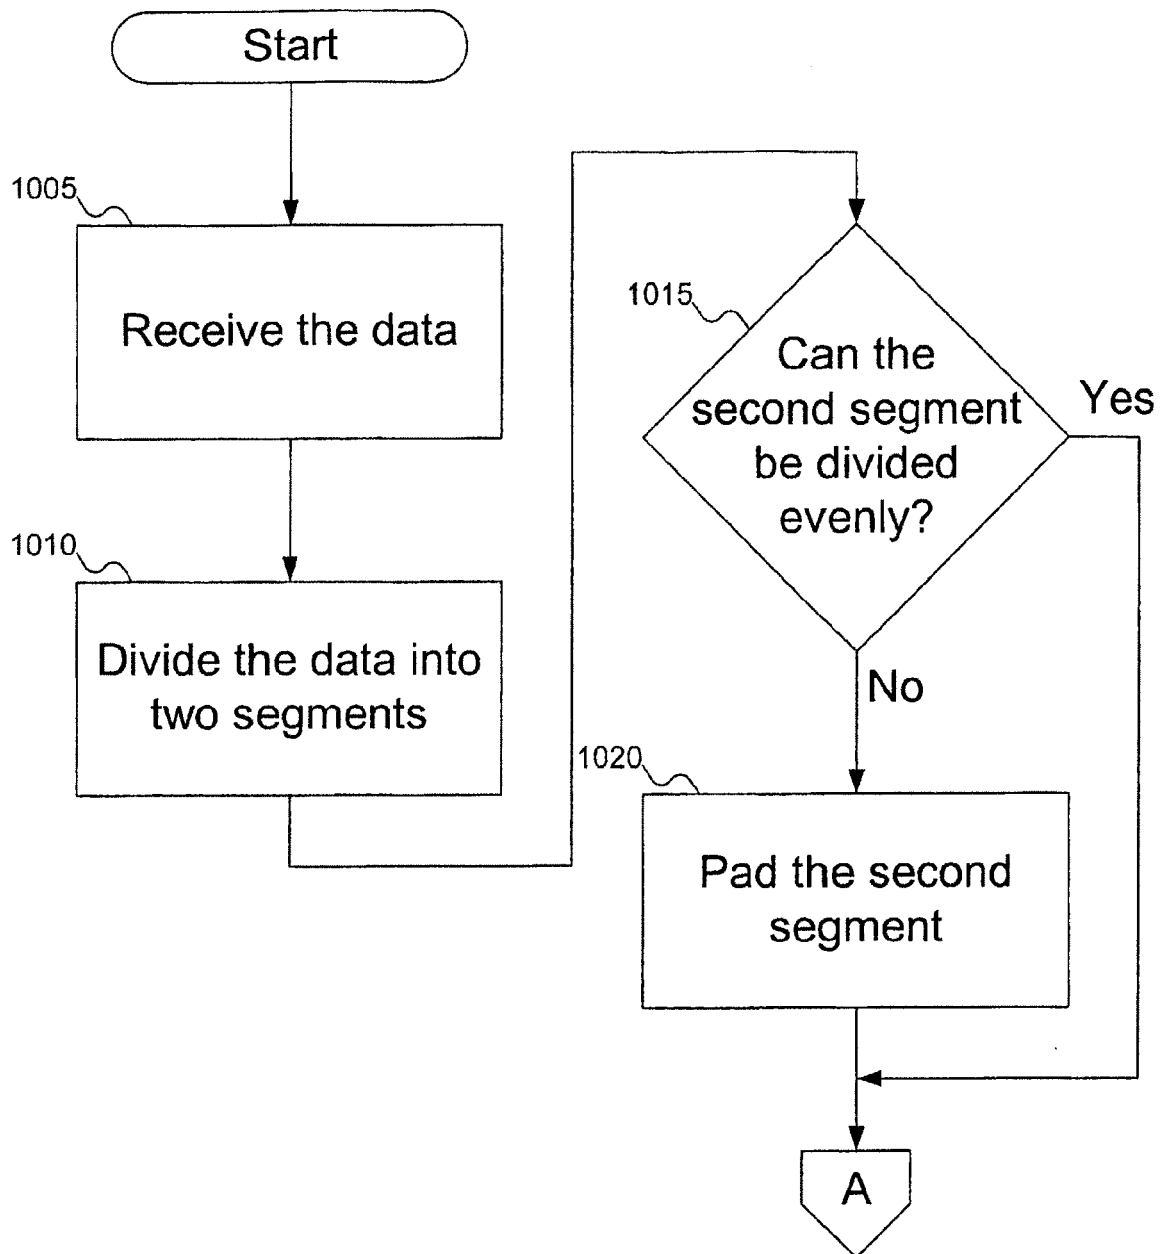 Start
1005
Receive the data
1010
Divide the data into
two segments
1015
Can the
second segment
be divided
evenly?
Yes
No
1020
Pad the second
segment
A